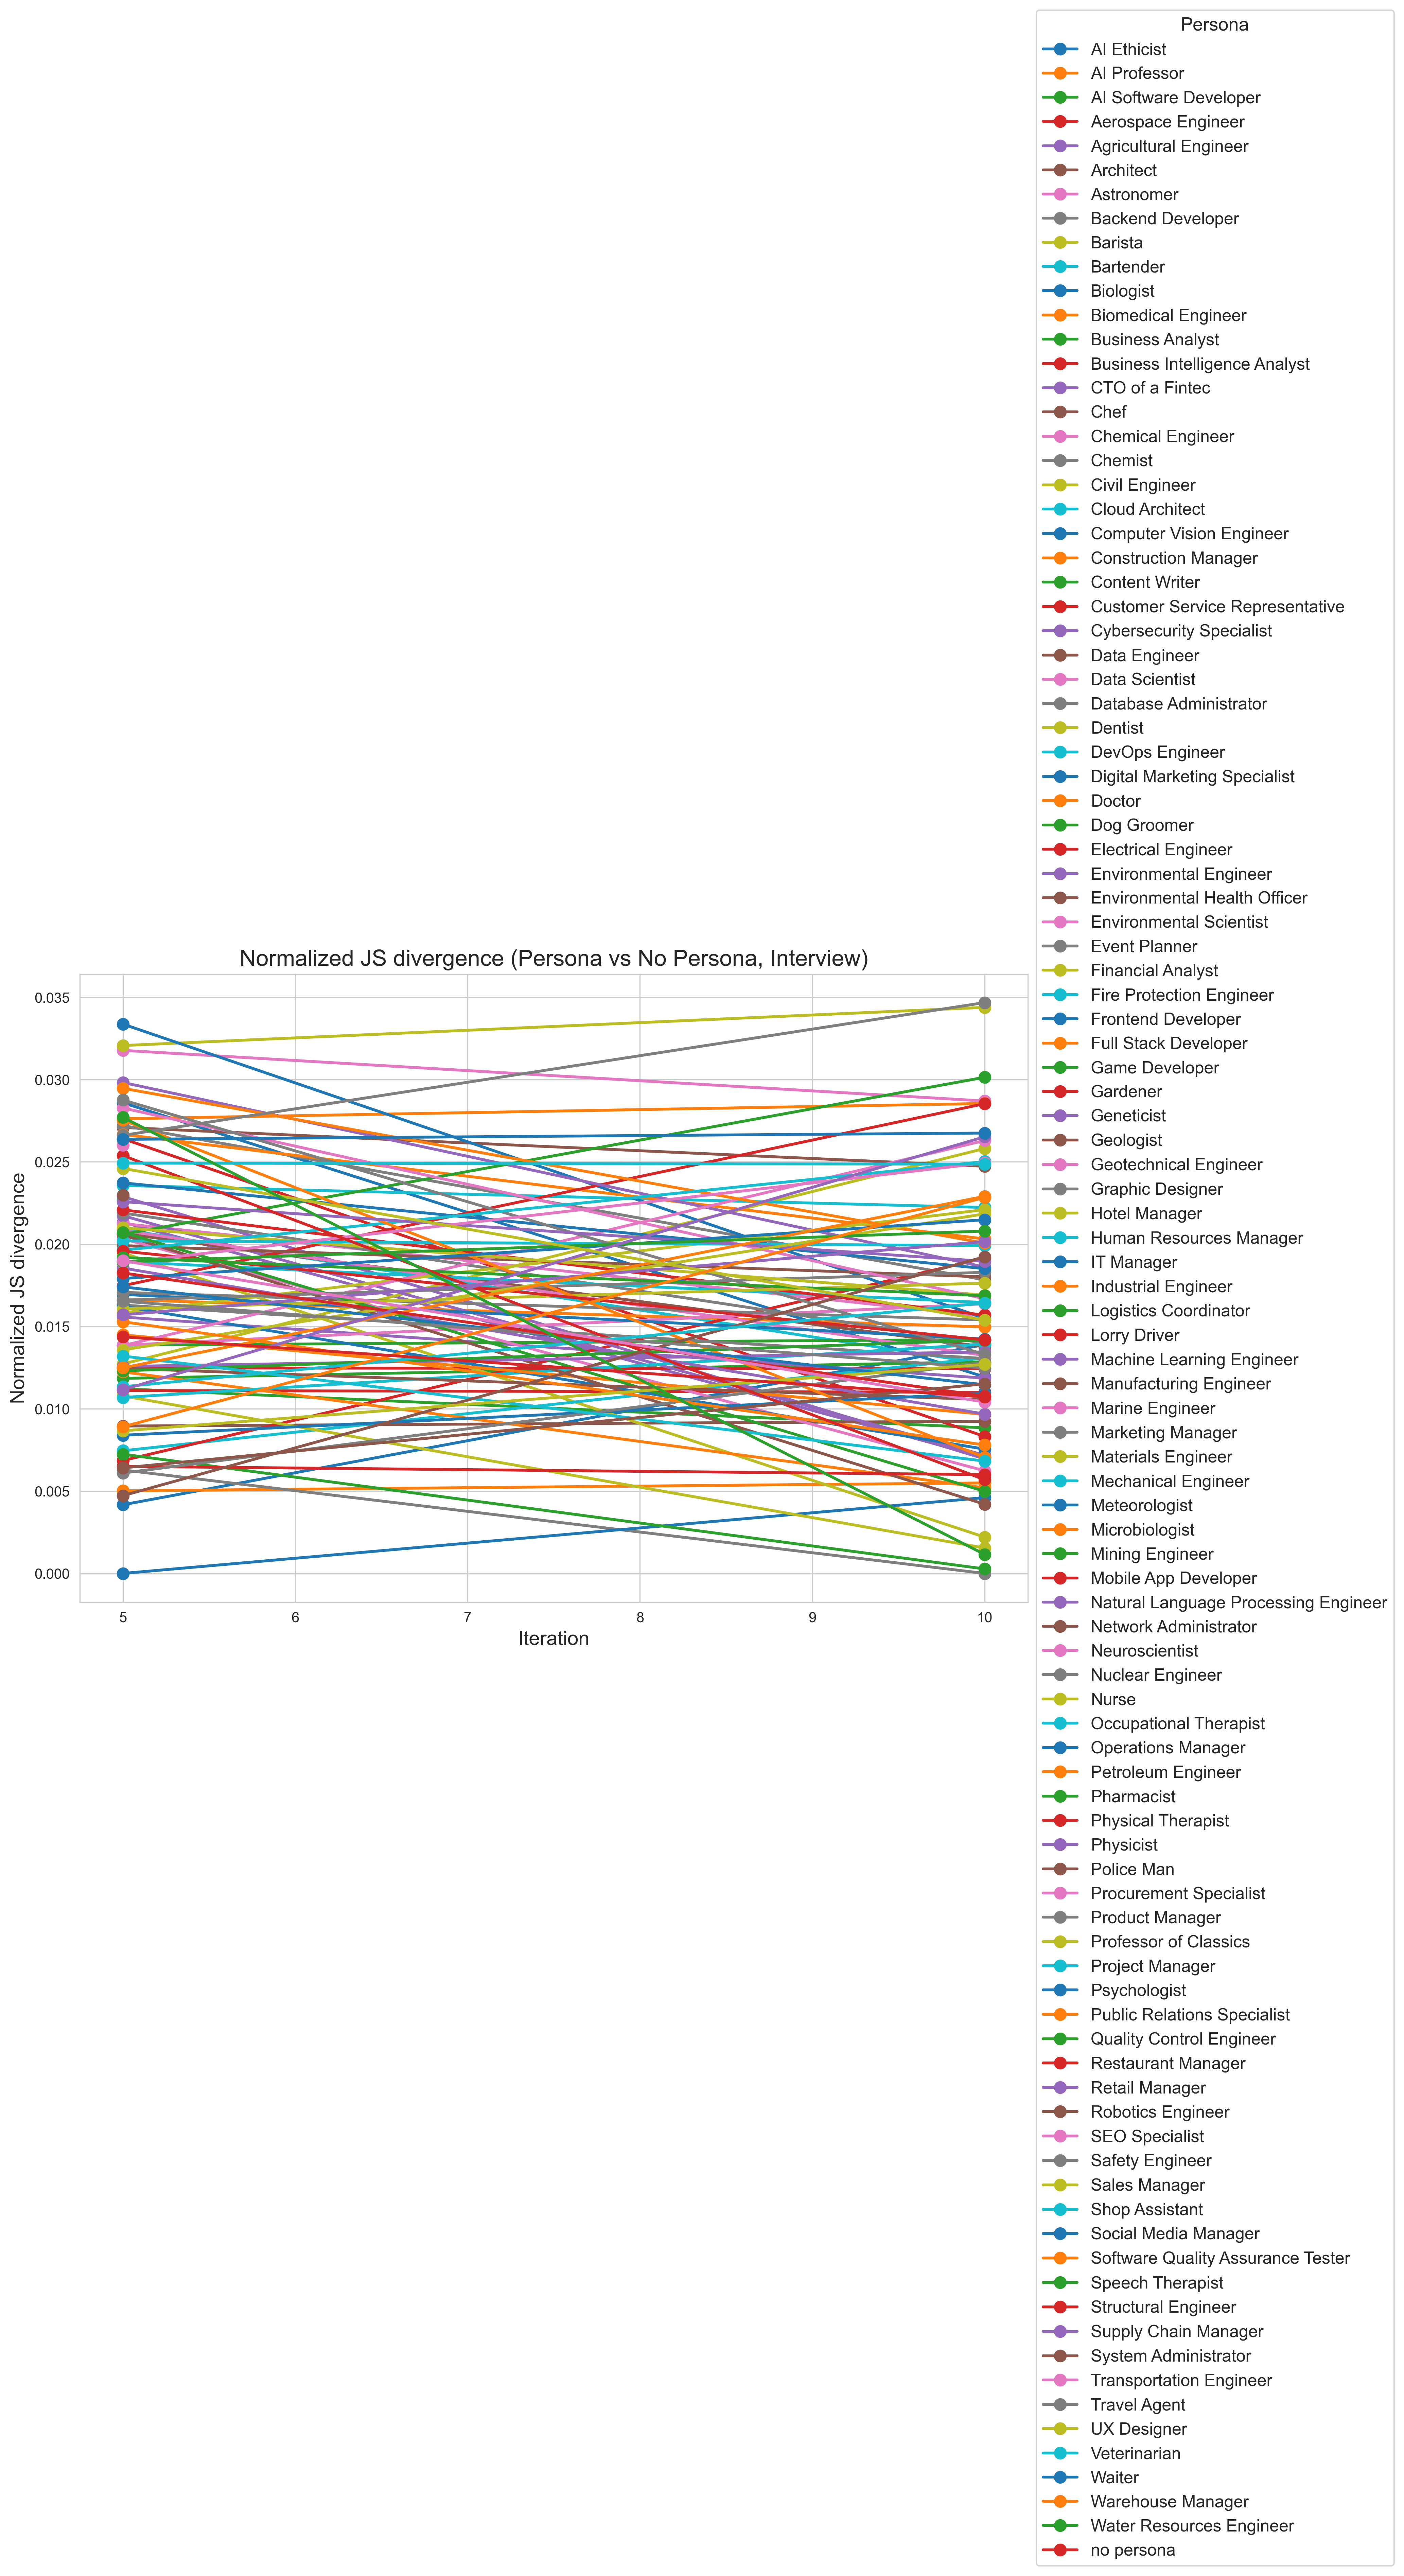 Persona
AI Ethicist
AI Professor
AI Software Developer
Aerospace Engineer
Agricultural Engineer
Architect
Astronomer
Backend Developer
Barista
Bartender
Biologist
Biomedical Engineer
Business Analyst
Business Intelligence Analyst
CTO of a Fintec
Chef
Chemical Engineer
Chemist
Civil Engineer
Cloud Architect
Computer Vision Engineer
Construction Manager
Content Writer
Customer Service Representative
Cybersecurity Specialist
Data Engineer
Data Scientist
Database Administrator
Dentist
DevOps Engineer
Digital Marketing Specialist
Doctor
Dog Groomer
Electrical Engineer
Environmental Engineer
Environmental Health Officer
Environmental Scientist
Event Planner
Financial Analyst
Fire Protection Engineer
Frontend Developer
Full Stack Developer
Game Developer
Gardener
Geneticist
Geologist
Geotechnical Engineer
Graphic Designer
Hotel Manager
Human Resources Manager
IT Manager
Industrial Engineer
Logistics Coordinator
Lorry Driver
Machine Learning Engineer
Manufacturing Engineer
Marine Engineer
Marketing Manager
Materials Engineer
Mechanical Engineer
Meteorologist
Microbiologist
Mining Engineer
Mobile App Developer
Natural Language Processing Engineer
Network Administrator
Neuroscientist
Nuclear Engineer
Nurse
Occupational Therapist
Operations Manager
Petroleum Engineer
Pharmacist
Physical Therapist
Physicist
Police Man
Procurement Specialist
Product Manager
Professor of Classics
Project Manager
Psychologist
Public Relations Specialist
Quality Control Engineer
Restaurant Manager
Retail Manager
Robotics Engineer
SEO Specialist
Safety Engineer
Sales Manager
Shop Assistant
Social Media Manager
Software Quality Assurance Tester
Speech Therapist
Structural Engineer
Supply Chain Manager
System Administrator
Transportation Engineer
Travel Agent
UX Designer
Veterinarian
Waiter
Warehouse Manager
Water Resources Engineer
no persona
Normalized JS divergence (Persona vs No Persona, Interview)
Normalized JS divergence
0.035
0.030
0.025
0.020
0.015
0.010
0.005
0.000
5 6 7 8 9 10
Iteration